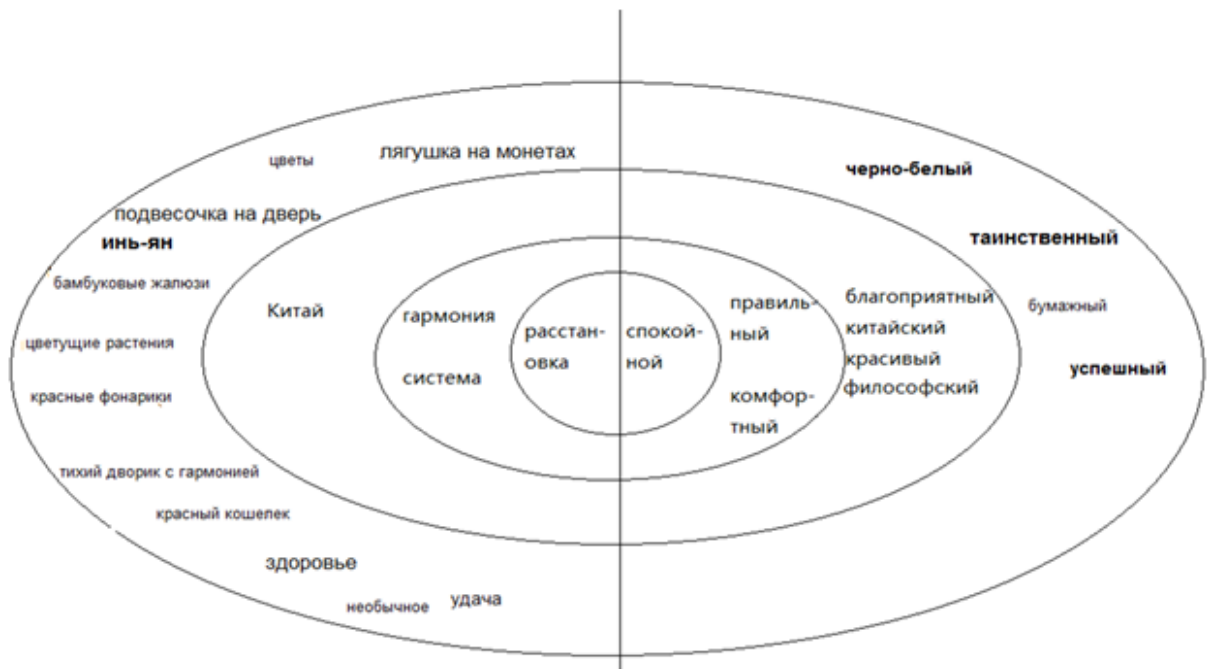 цветы
лягушка на монетах
подвесочка на дверь
инь-ян
бамбуковые жалюзи
цветущие растения
красные фонарики
тихий дворик с гармонией
красный кошелек
здоровье
необычное
удача
Китай
гармония
система
расстан-
овка
спокой-
ной
правиль-
ный
комфор-
тный
благоприятный
китайский
красивый
философский
черно-белый
таинственный
бумажный
успешный